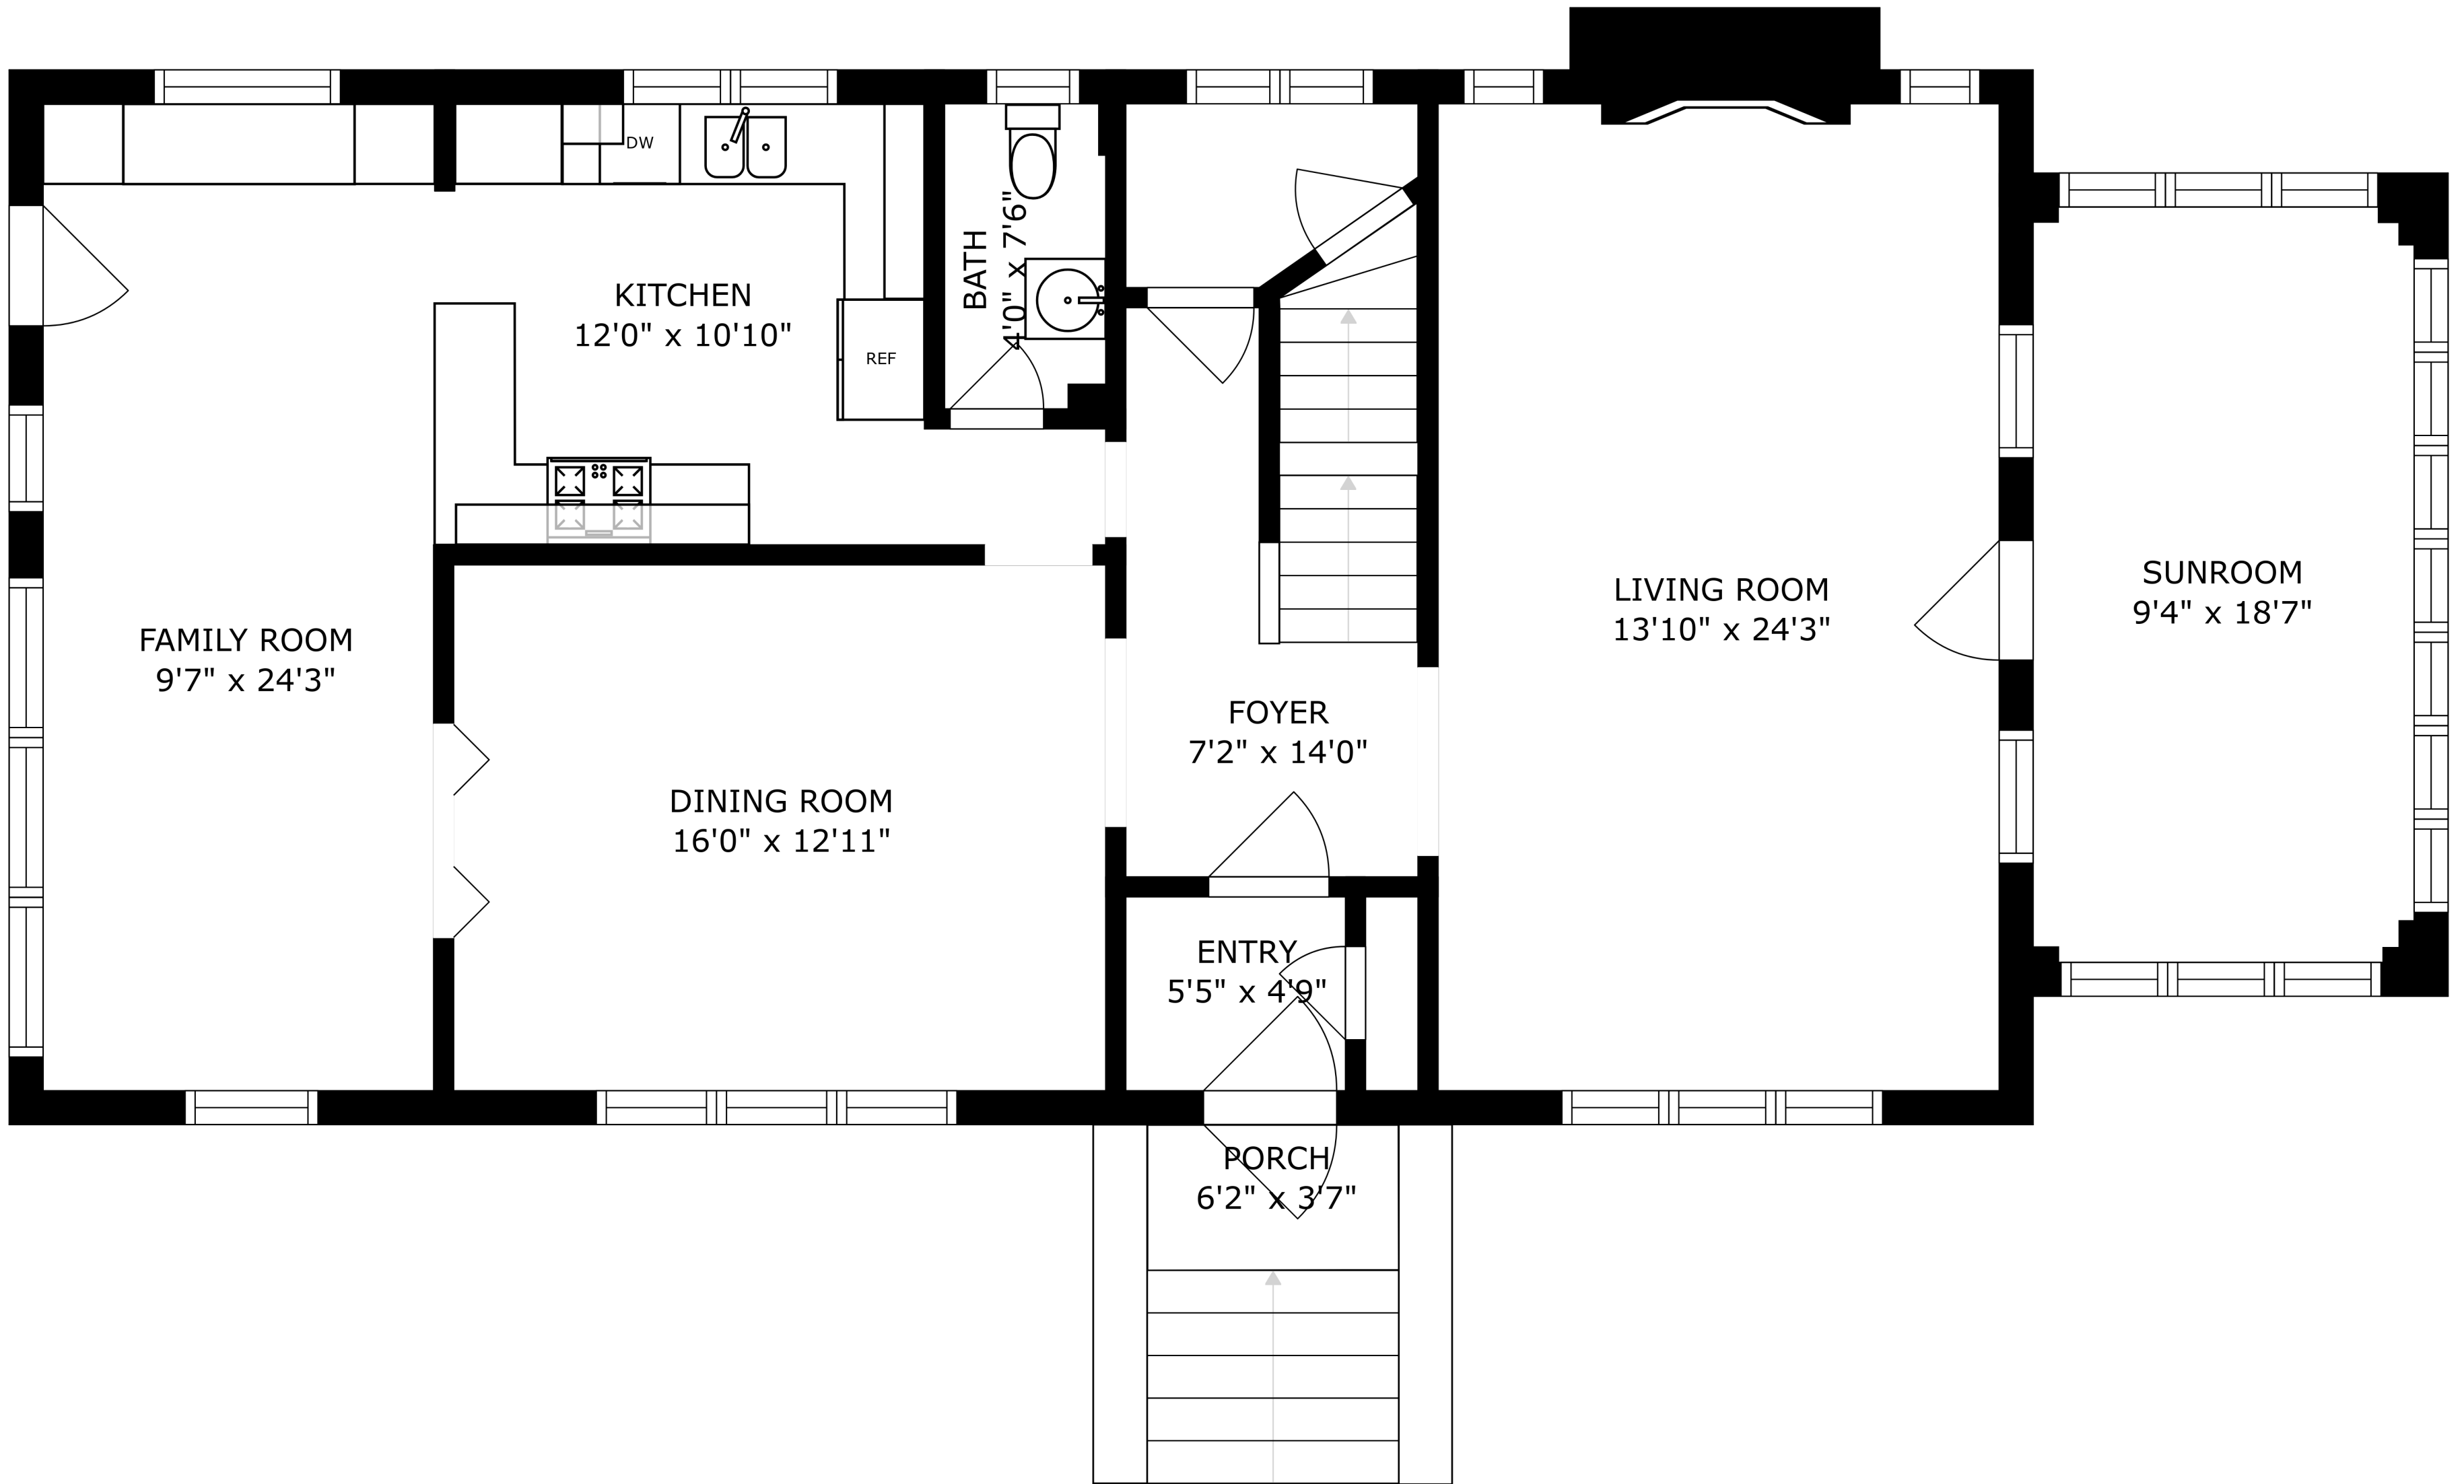 DW
KITCHEN
12'0" x 10'10"
REF
BATH
4'0" x 7'6"
FAMILY ROOM
9'7" x 24'3"
DINING ROOM
16'0" x 12'11"
FOYER
7'2" x 14'0"
LIVING ROOM
13'10" x 24'3"
SUNROOM
9'4" x 18'7"
ENTRY
5'5" x 4'9"
PORCH
6'2" x 3'7"